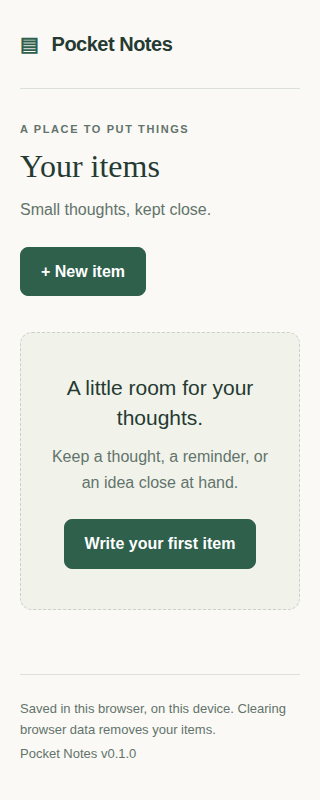 Pocket Notes
A PLACE TO PUT THINGS
Your items
Small thoughts, kept close.
+ New item
A little room for your
thoughts.
Keep a thought, a reminder, or
an idea close at hand.
Write your first item
Saved in this browser, on this device. Clearing
browser data removes your items.
Pocket Notes v0.1.0